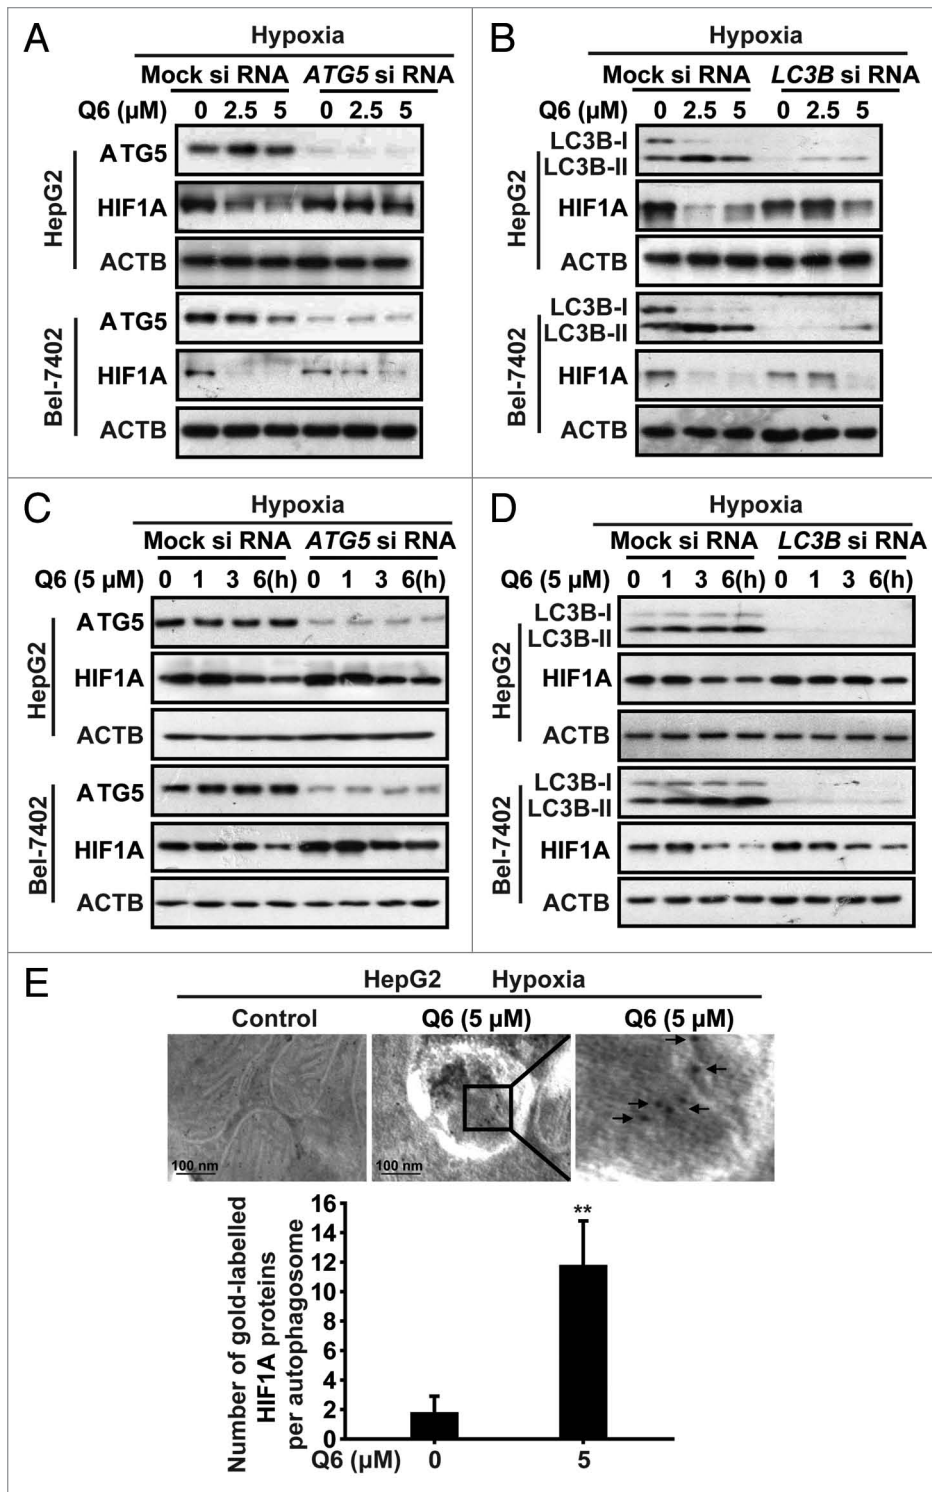 A
Hypoxia
Mock si RNA ATG5 si RNA
Q6 (µM) 0 2.5 5 0 2.5 5
HepG2
ATG5
HIF1A
ACTB
Bel-7402
ATG5
HIF1A
ACTB
B
Hypoxia
Mock si RNA LC3B si RNA
Q6 (µM) 0 2.5 5 0 2.5 5
HepG2
LC3B-I
LC3B-II
HIF1A
ACTB
Bel-7402
LC3B-I
LC3B-II
HIF1A
ACTB
C
Hypoxia
Mock si RNA ATG5 si RNA
Q6 (5 µM) 0 1 3 6(h) 0 1 3 6(h)
HepG2
ATG5
HIF1A
ACTB
Bel-7402
ATG5
HIF1A
ACTB
D
Hypoxia
Mock si RNA LC3B si RNA
Q6 (5 µM) 0 1 3 6(h) 0 1 3 6(h)
HepG2
LC3B-I
LC3B-II
HIF1A
ACTB
Bel-7402
LC3B-I
LC3B-II
HIF1A
ACTB
E
HepG2 Hypoxia
Control Q6 (5 µM) Q6 (5 µM)
100 nm 100 nm
Number of gold-labelled
HIF1A proteins
per autophagosome
16
14
12
10
8
6
4
2
0
**
Q6 (µM) 0 5